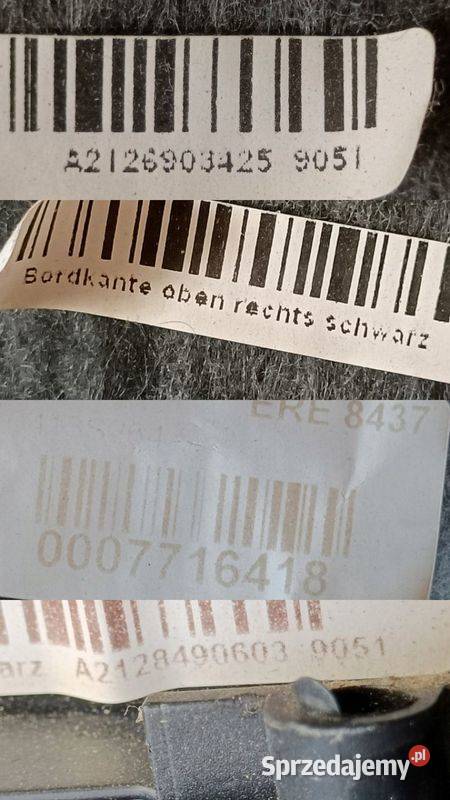 A2126903425 9051
Bordkante oben rechts schwarz
ERE 8437
0007716418
arz A2128490603 9051
Sprzedajemy.pl